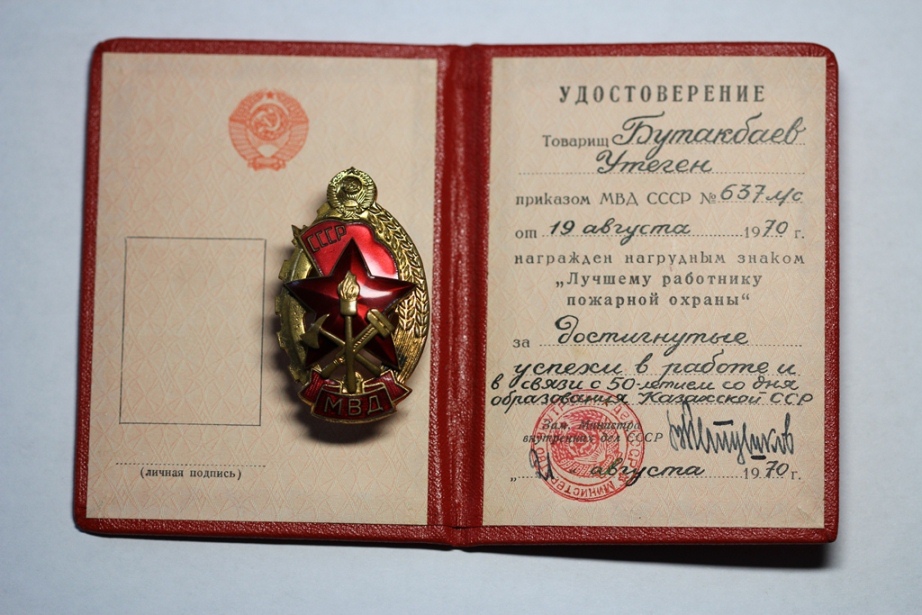 (личная подпись)
СССР
МВД
УДОСТОВЕРЕНИЕ
Товарищ Бутакбаев
Утеген
приказом МВД СССР № 637 л/с
от 19 августа 1970 г.
награжден нагрудным знаком
„Лучшему работнику
пожарной охраны“
за Достигнутые
успехи в работе и
в связи с 50-летием со дня
образования Казахской ССР
Зам. Министра
внутренних дел СССР
„ августа 1970 г.